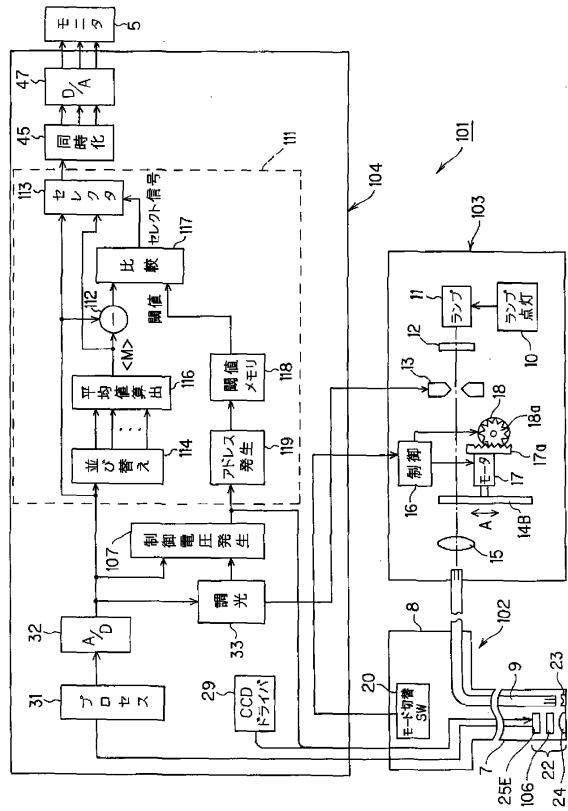 モニタ
5
47
D/A
45
同時化
111
113
セレクタ
セレクト信号
117
比較
閾値
112
−
<M>
116
平均値算出
114
並び替え
118
閾値
メモリ
119
アドレス
発生
107
制御電圧発生
32
A/D
33
調光
31
プロセス
29
CCD
ドライバ
104
101
103
11
ランプ
12
10
ランプ
点灯
13
18
18a
17a
16
制御
モータ
17
14B
A
15
8
102
20
モード切替
SW
9
7
23
25E
106
22
24